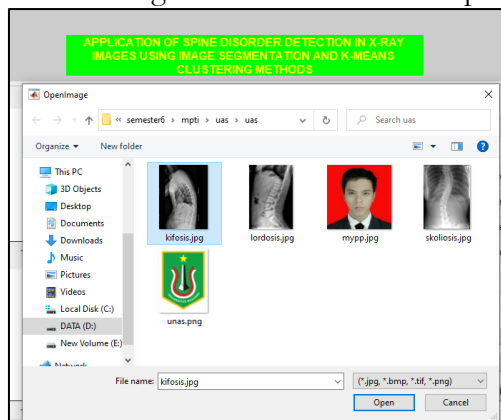 APPLICATION OF SPINE DISORDER DETECTION IN X-RAY
IMAGES USING IMAGE SEGMENTATION AND K-MEANS
CLUSTERING METHODS
OpenImage
« semester6 › mpti › uas › uas
Search uas
Organize
New folder
This PC
3D Objects
Desktop
Documents
Downloads
Music
Pictures
Videos
Local Disk (C:)
DATA (D:)
New Volume (E:)
Network
kifosis.jpg
lordosis.jpg
mypp.jpg
skoliosis.jpg
unas.png
File name: kifosis.jpg
(*.jpg, *.bmp, *.tif, *.png)
Open
Cancel